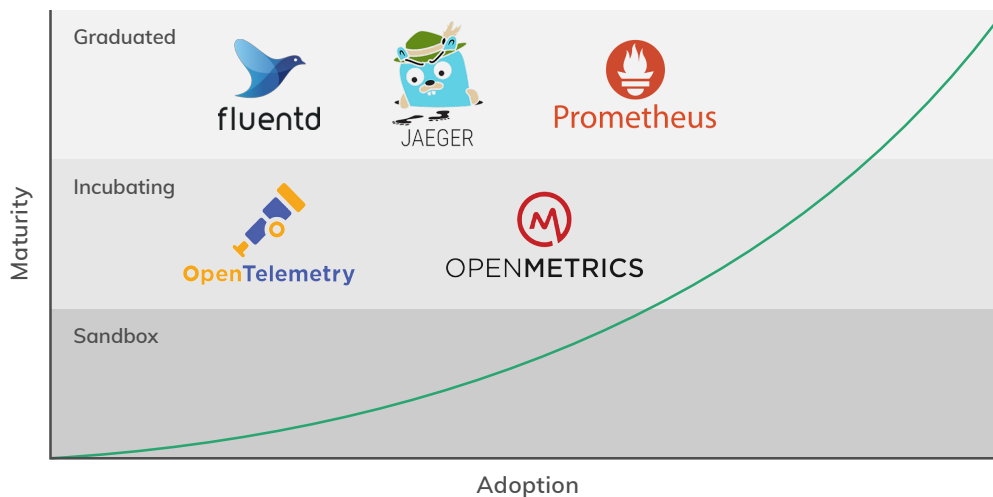 Graduated
fluentd
JAEGER
Prometheus
Incubating
OpenTelemetry
OPENMETRICS
Sandbox
Maturity
Adoption